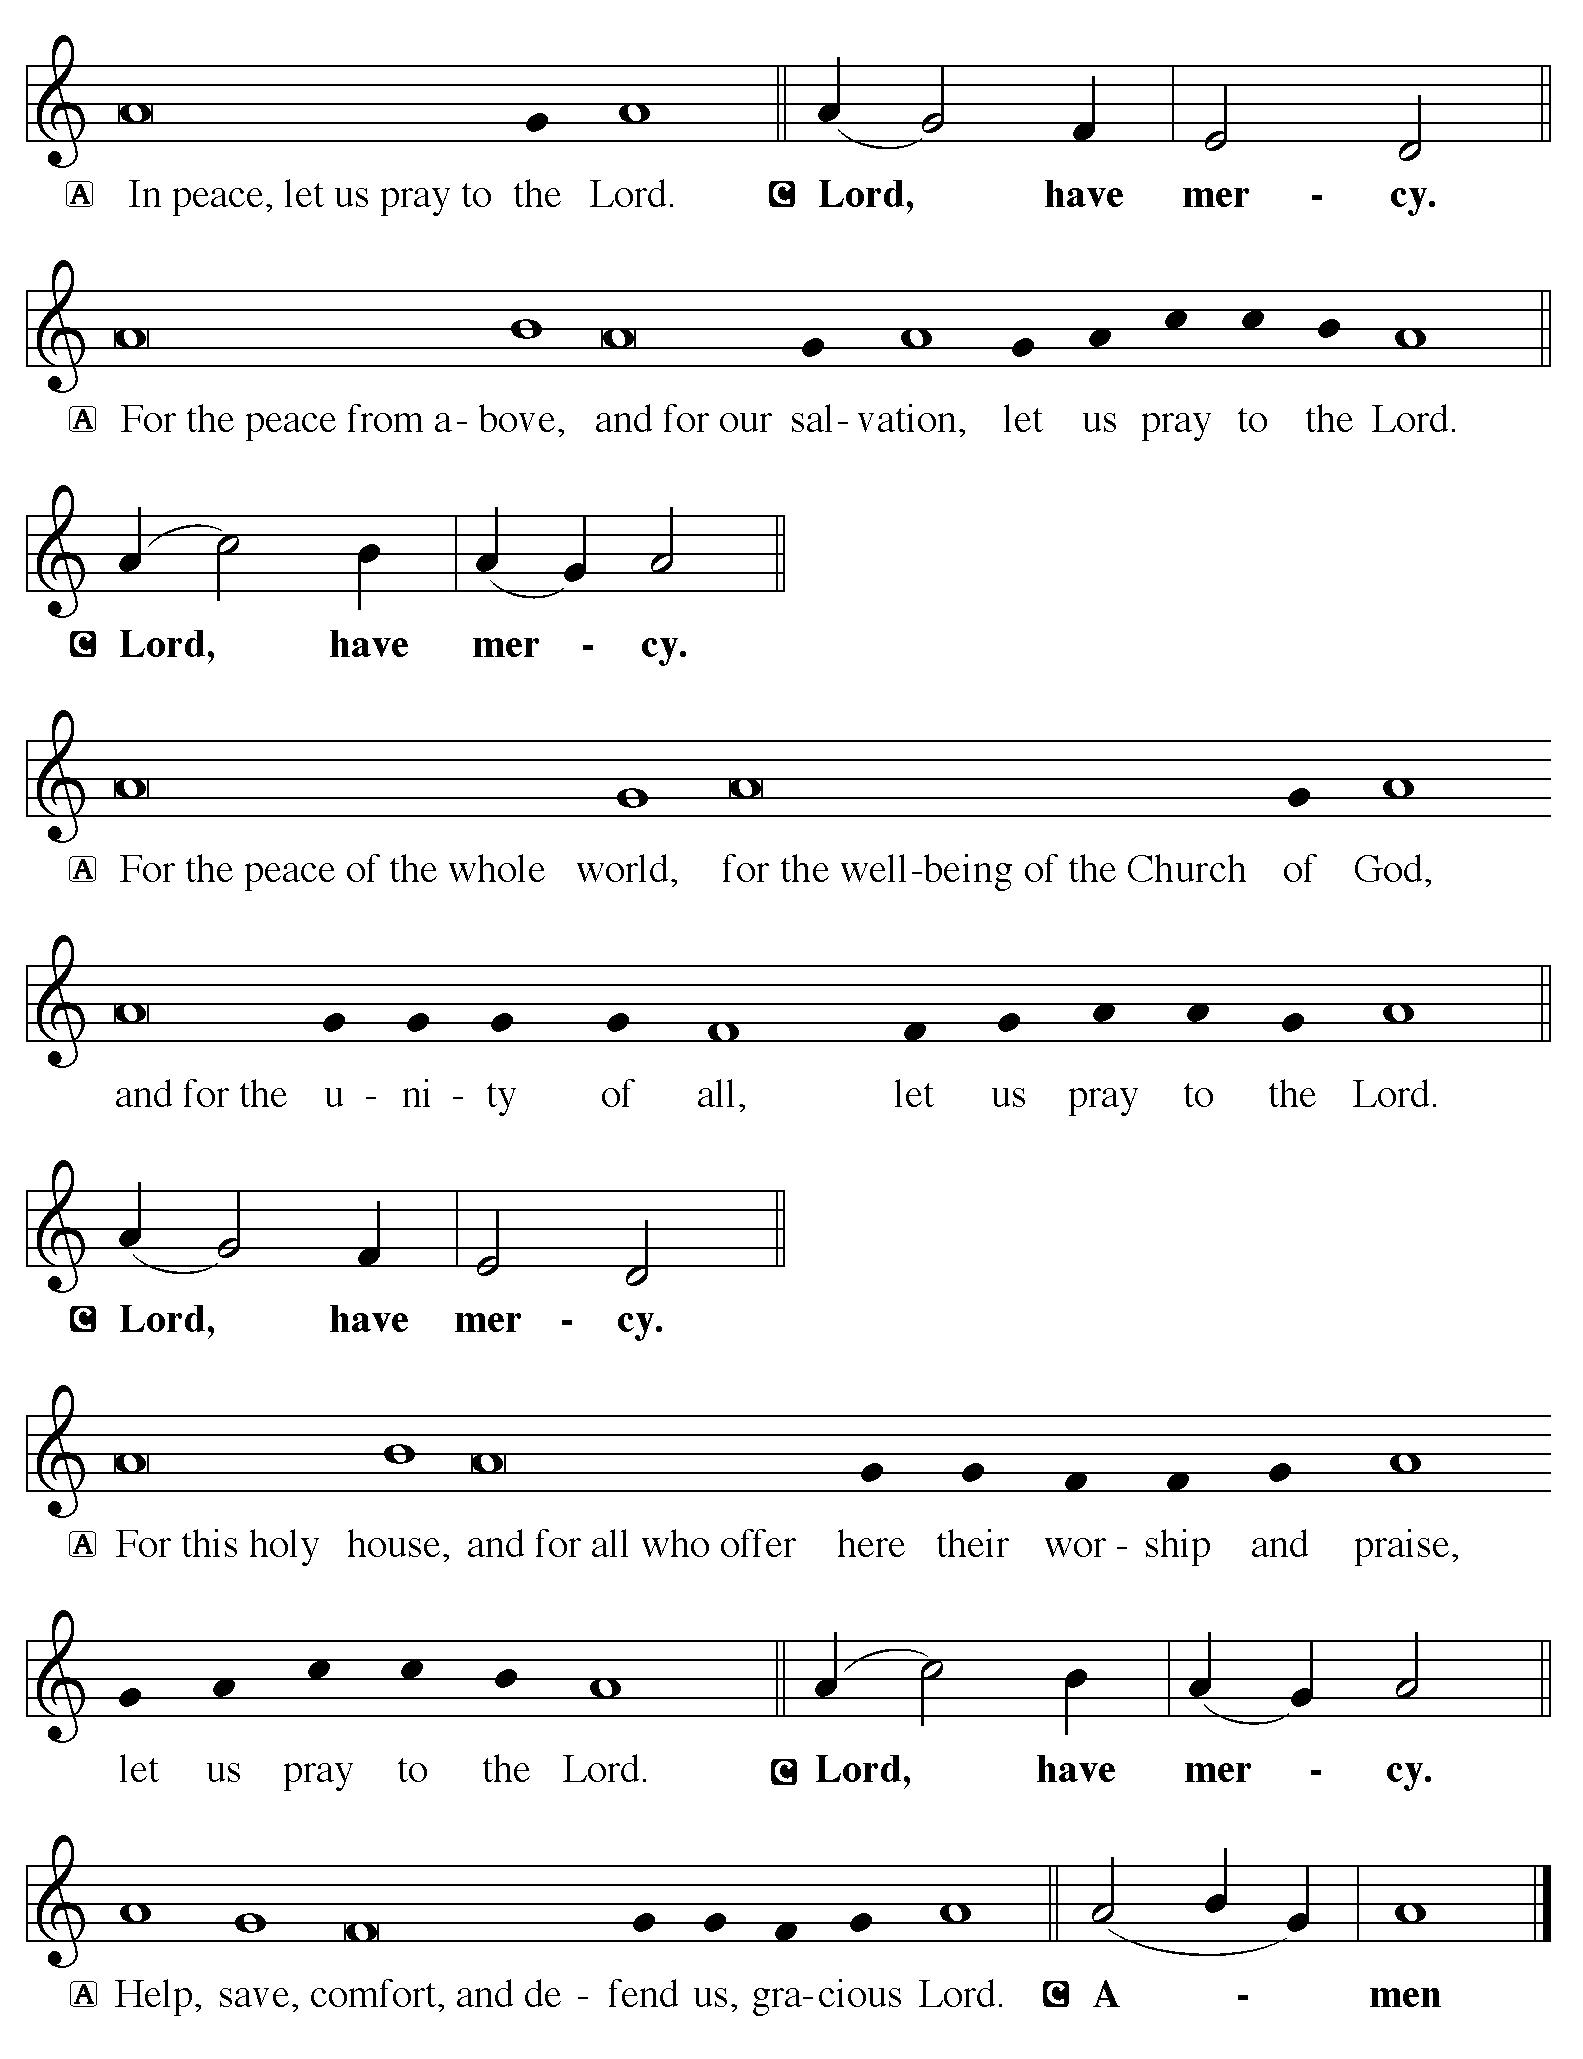 A In peace, let us pray to the Lord. C Lord, have mer - cy.
A For the peace from a - bove, and for our sal - vation, let us pray to the Lord.
C Lord, have mer - cy.
A For the peace of the whole world, for the well-being of the Church of God,
and for the u - ni - ty of all, let us pray to the Lord.
C Lord, have mer - cy.
A For this holy house, and for all who offer here their wor - ship and praise,
let us pray to the Lord. C Lord, have mer - cy.
A Help, save, comfort, and de - fend us, gra - cious Lord. C A - men